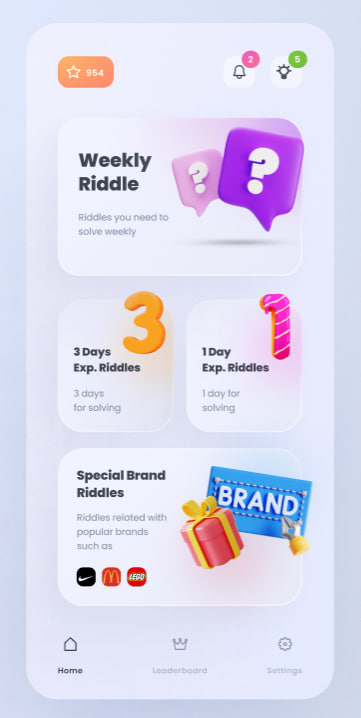 954
2
5
Weekly
Riddle
Riddles you need to
solve weekly
3
3 Days
Exp. Riddles
3 days
for solving
1
1 Day
Exp. Riddles
1 day for
solving
Special Brand
Riddles
Riddles related with
popular brands
such as
LEGO
BRAND
Home
Leaderboard
Settings